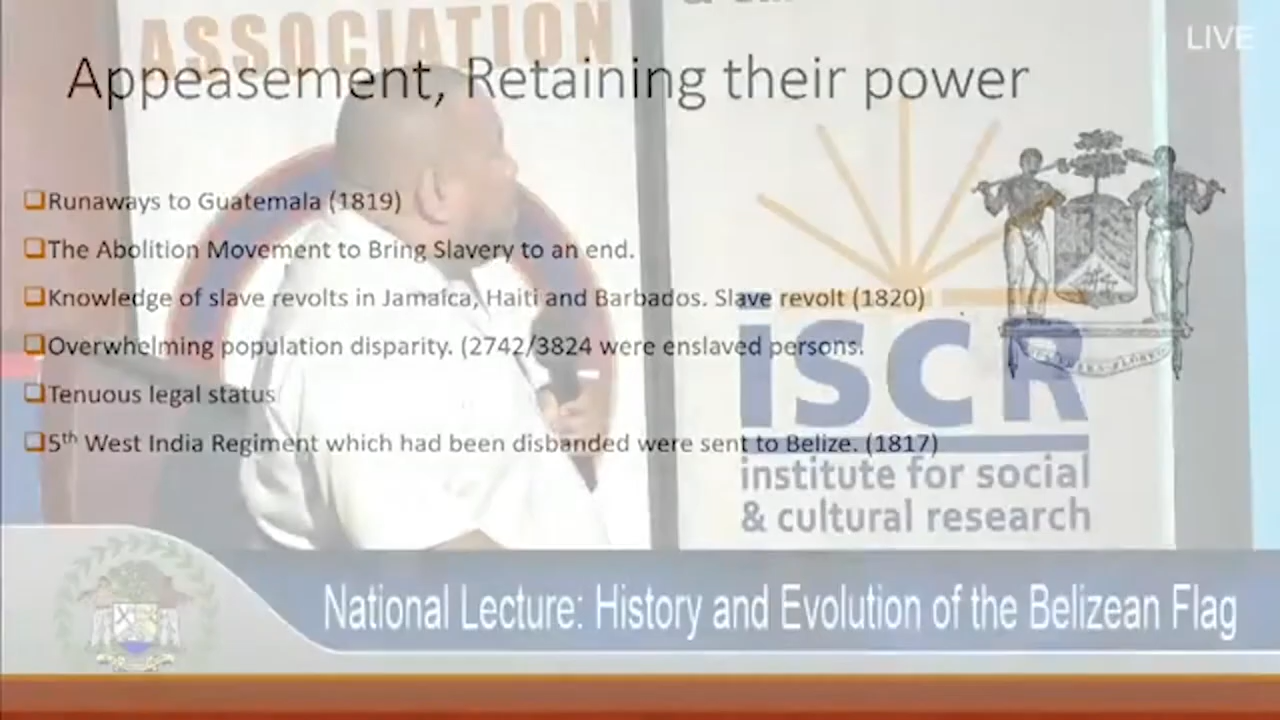 ASSOCIATION
LIVE
Appeasement, Retaining their power
❑Runaways to Guatemala (1819)
❑The Abolition Movement to Bring Slavery to an end.
❑Knowledge of slave revolts in Jamaica, Haiti and Barbados. Slave revolt (1820)
❑Overwhelming population disparity. (2742/3824 were enslaved persons.
❑Tenuous legal status
❑5th West India Regiment which had been disbanded were sent to Belize. (1817)
iSCR
institute for social
& cultural research
National Lecture: History and Evolution of the Belizean Flag